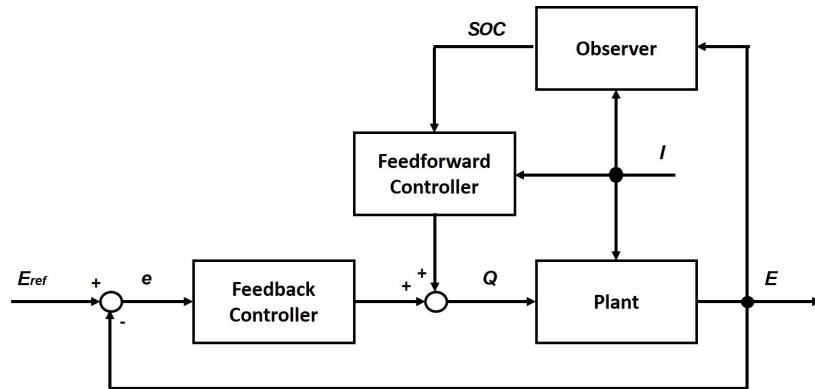 SOC
Observer
I
Feedforward
Controller
Eref
+
e
Feedback
Controller
+
+
Q
Plant
E
-